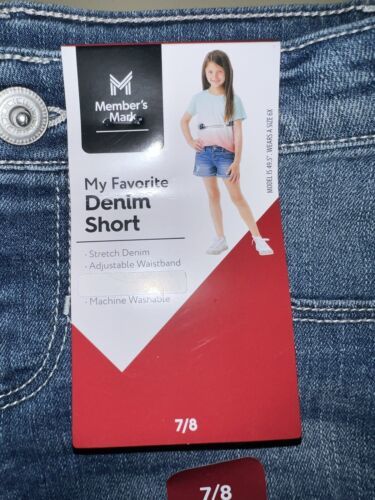 Member's
Mark
My Favorite
Denim
Short
• Stretch Denim
• Adjustable Waistband
• Machine Washable
MODEL IS 49.5". WEARS A SIZE 6X
7/8
7/8